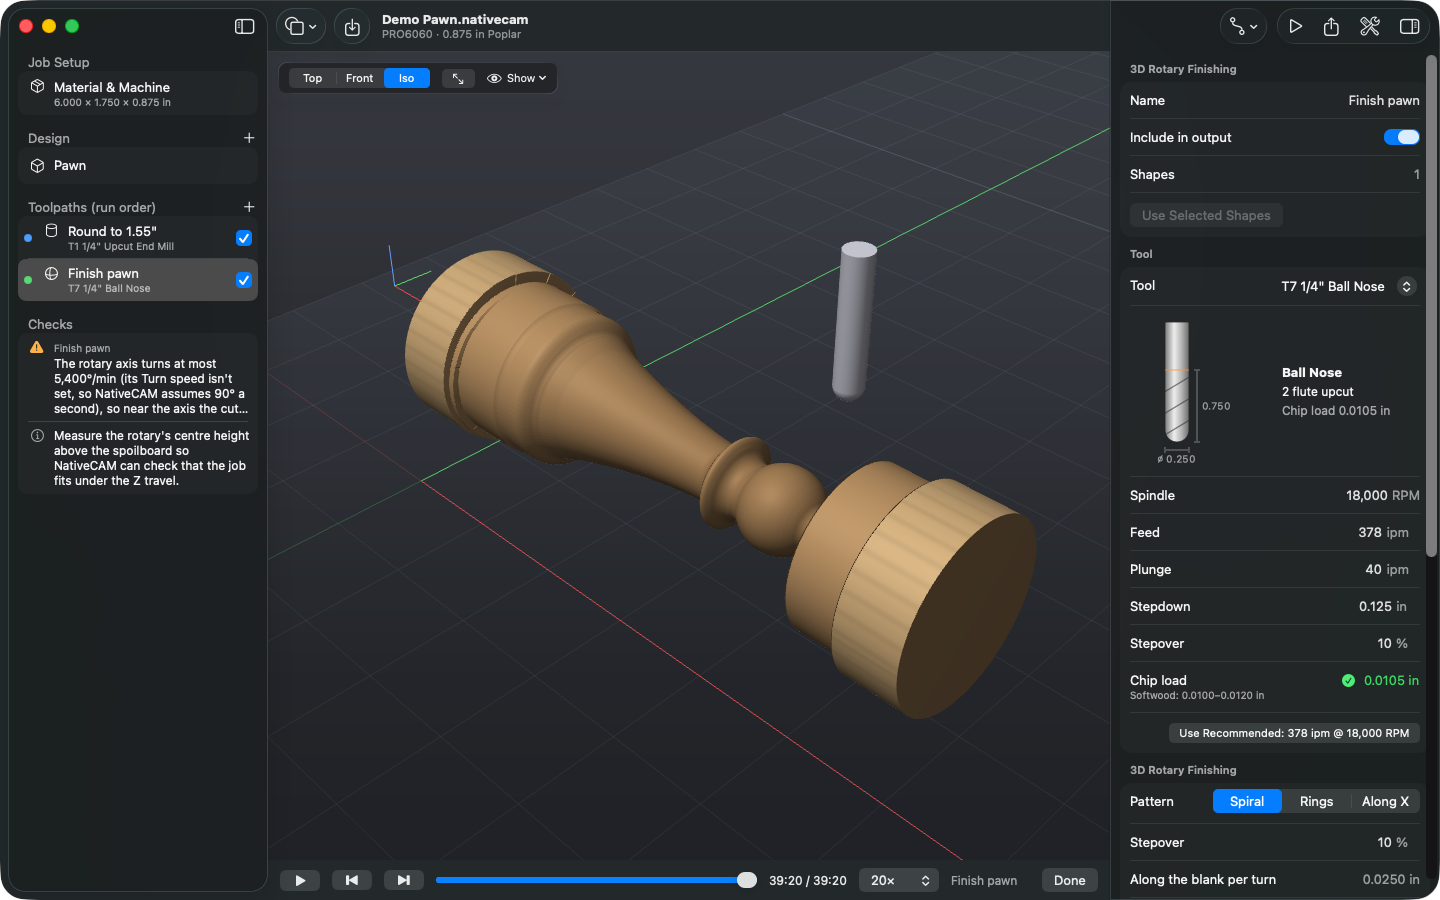 Demo Pawn.nativecam
PRO6060 · 0.875 in Poplar
Job Setup
Material & Machine
6.000 × 1.750 × 0.875 in
Design
Pawn
Toolpaths (run order)
Round to 1.55"
T1 1/4" Upcut End Mill
Finish pawn
T7 1/4" Ball Nose
Checks
Finish pawn
The rotary axis turns at most
5,400°/min (its Turn speed isn't
set, so NativeCAM assumes 90° a
second), so near the axis the cut...
Measure the rotary's centre height
above the spoilboard so
NativeCAM can check that the job
fits under the Z travel.
Top Front Iso Show
39:20 / 39:20 20× Finish pawn Done
3D Rotary Finishing
Name Finish pawn
Include in output
Shapes 1
Use Selected Shapes
Tool
Tool T7 1/4" Ball Nose
0.750
ø 0.250
Ball Nose
2 flute upcut
Chip load 0.0105 in
Spindle 18,000 RPM
Feed 378 ipm
Plunge 40 ipm
Stepdown 0.125 in
Stepover 10 %
Chip load 0.0105 in
Softwood: 0.0100–0.0120 in
Use Recommended: 378 ipm @ 18,000 RPM
3D Rotary Finishing
Pattern Spiral Rings Along X
Stepover 10 %
Along the blank per turn 0.0250 in